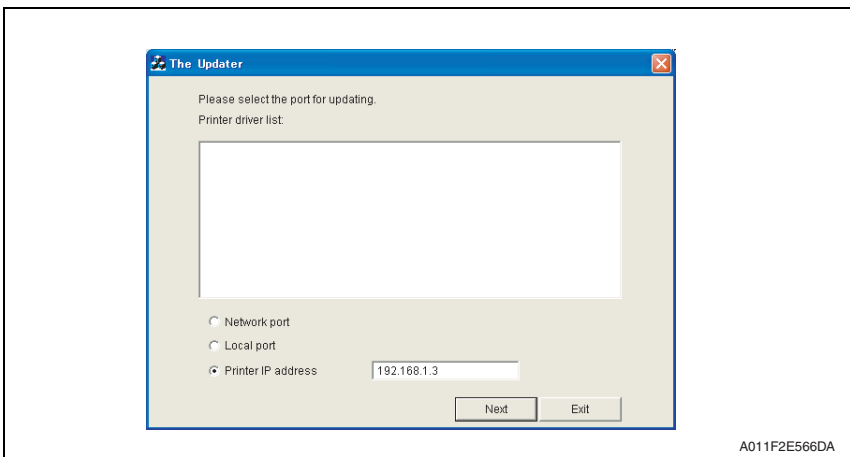 The Updater
Please select the port for updating.
Printer driver list:
Network port
Local port
Printer IP address 192.168.1.3
Next Exit
A011F2E566DA